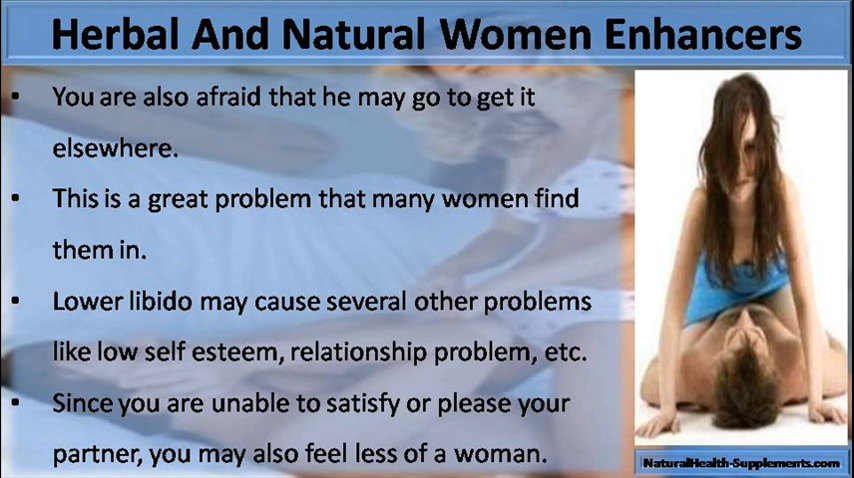 Herbal And Natural Women Enhancers
▪ You are also afraid that he may go to get it
elsewhere.
▪ This is a great problem that many women find
them in.
▪ Lower libido may cause several other problems
like low self esteem, relationship problem, etc.
▪ Since you are unable to satisfy or please your
partner, you may also feel less of a woman.
NaturalHealth-Supplements.com